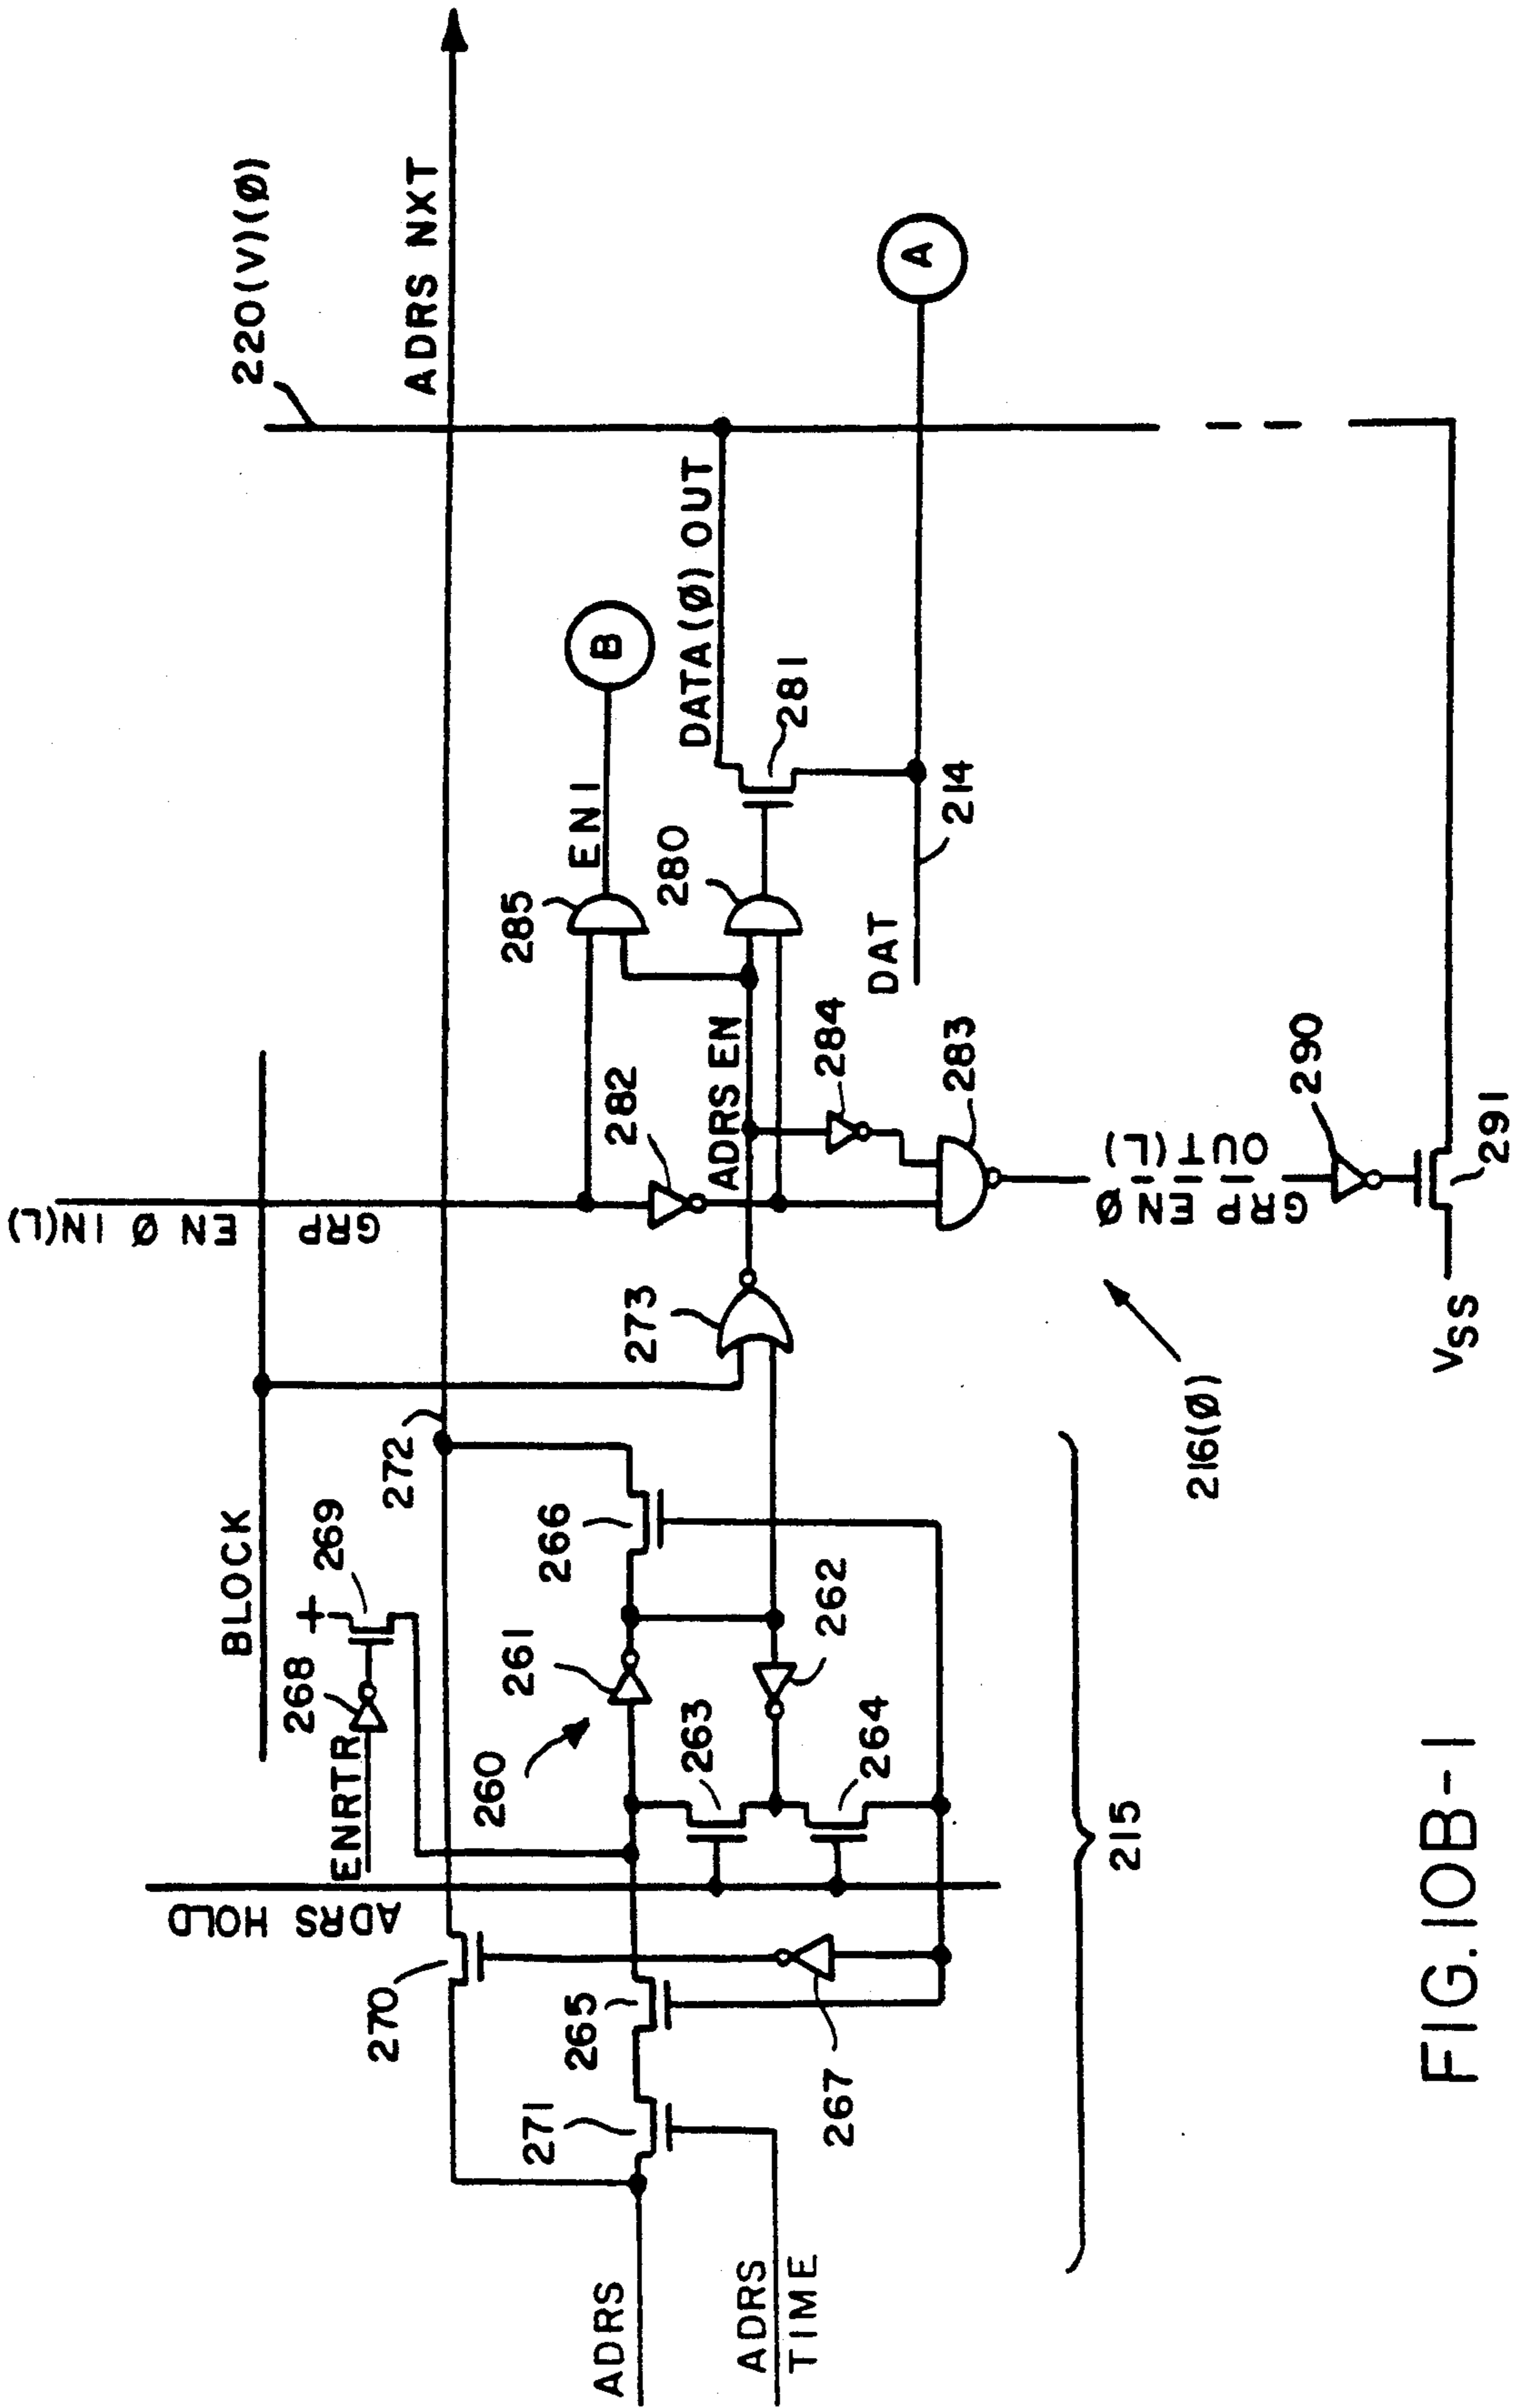 220(V)(Ø)
ADRS NXT
EN Ø IN(L)
GRP
BLOCK
272
269
+
268
ENRTR
ADRS HOLD
270
285
EN I
B
282
273
ADRS EN
280
DATA(Ø) OUT
281
266
261
260
262
263
264
265
271
267
ADRS
ADRS
TIME
284
283
DAT
214
A
GRP EN Ø
OUT(L)
290
291
VSS
216(Ø)
215
FIG. 10B-1